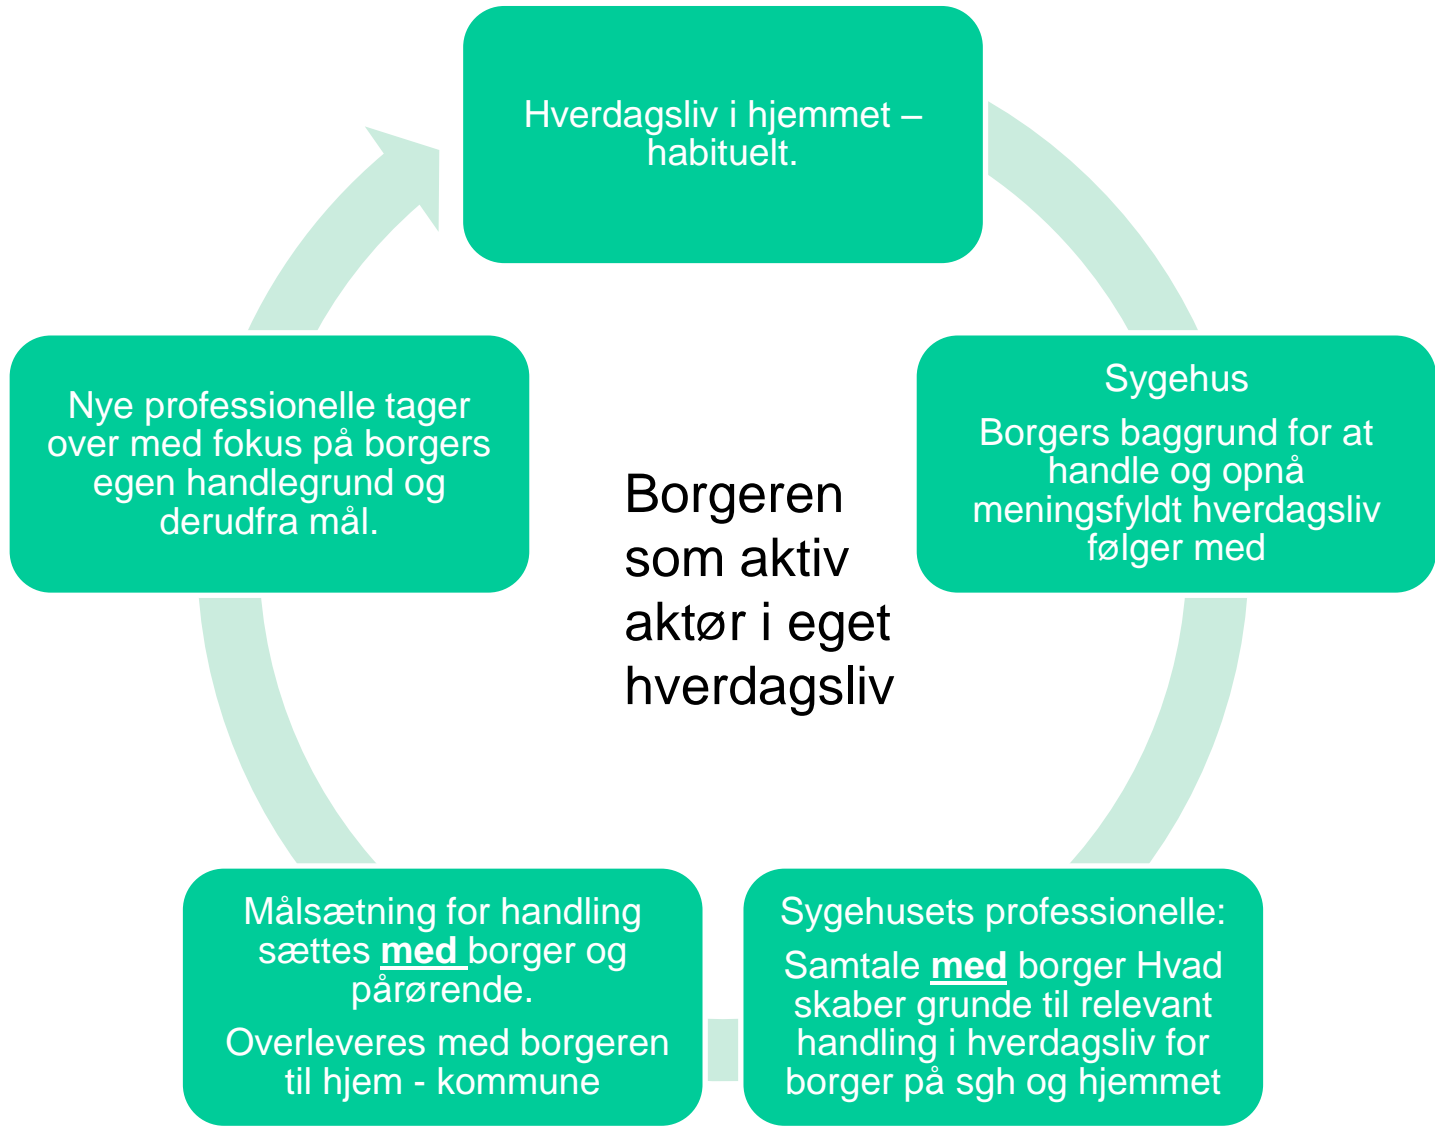 Hverdagsliv i hjemmet –
habituelt.
Sygehus
Borgers baggrund for at
handle og opnå
meningsfyldt hverdagsliv
følger med
Sygehusets professionelle:
Samtale med borger Hvad
skaber grunde til relevant
handling i hverdagsliv for
borger på sgh og hjemmet
Målsætning for handling
sættes med borger og
pårørende.
Overleveres med borgeren
til hjem - kommune
Nye professionelle tager
over med fokus på borgers
egen handlegrund og
derudfra mål.
Borgeren
som aktiv
aktør i eget
hverdagsliv